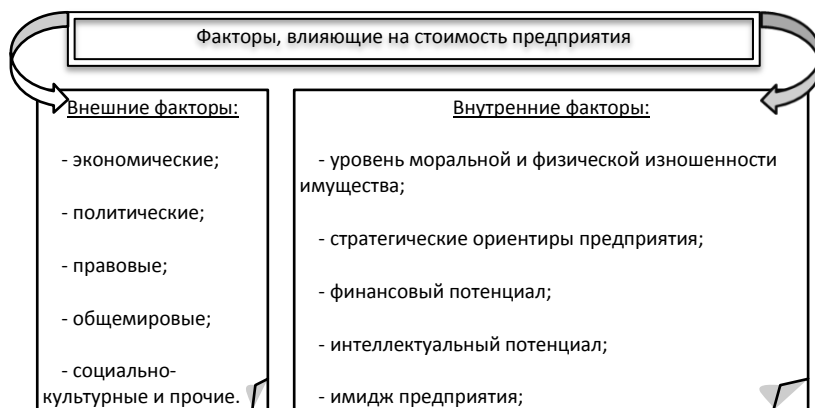 Факторы, влияющие на стоимость предприятия
Внешние факторы:
- экономические;
- политические;
- правовые;
- общемировые;
- социально-
культурные и прочие.
Внутренние факторы:
- уровень моральной и физической изношенности
имущества;
- стратегические ориентиры предприятия;
- финансовый потенциал;
- интеллектуальный потенциал;
- имидж предприятия;